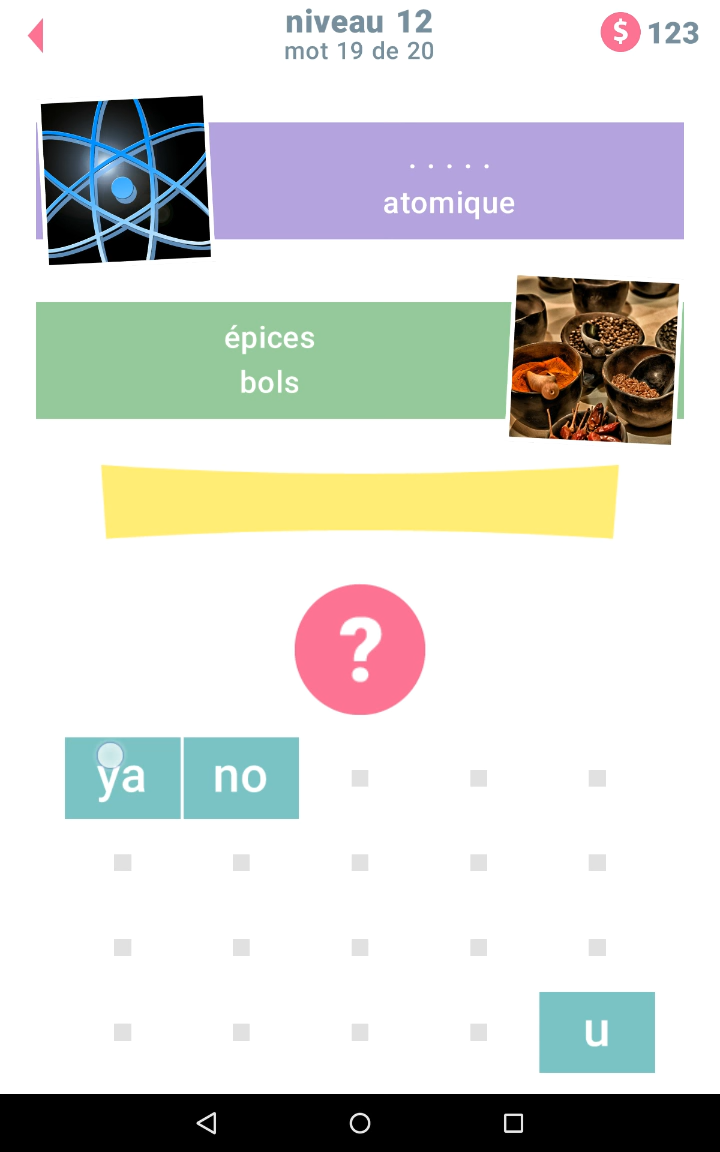 niveau 12
mot 19 de 20
$ 123
. . . . .
atomique
épices
bols
?
ya
no
u